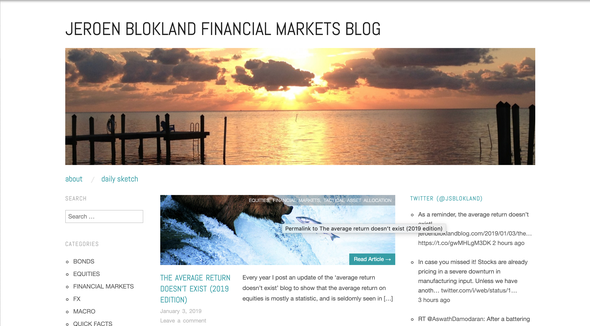 JEROEN BLOKLAND FINANCIAL MARKETS BLOG
about / daily sketch
SEARCH
Search …
CATEGORIES
BONDS
EQUITIES
FINANCIAL MARKETS
FX
MACRO
QUICK FACTS
EQUITIES, FINANCIAL MARKETS, TACTICAL ASSET ALLOCATION
Permalink to The average return doesn't exist (2019 edition)
Read Article →
THE AVERAGE RETURN
DOESN'T EXIST (2019
EDITION)
January 3, 2019
Leave a comment
Every year I post an update of the 'average
return doesn't exist' blog to show that the average return on
equities is mostly a statistic, and is seldomly seen in [...]
TWITTER (@JSBLOKLAND)
As a reminder, the average return doesn't
exist!
jeroenbloklandblog.com/2019/01/03/the…
https://t.co/gwMHLgM3DK 2 hours ago
In case you missed it! Stocks are already
pricing in a severe downturn in
manufacturing input. Unless we have
anoth… twitter.com/i/web/status/1…
3 hours ago
RT @AswathDamodaran: After a battering